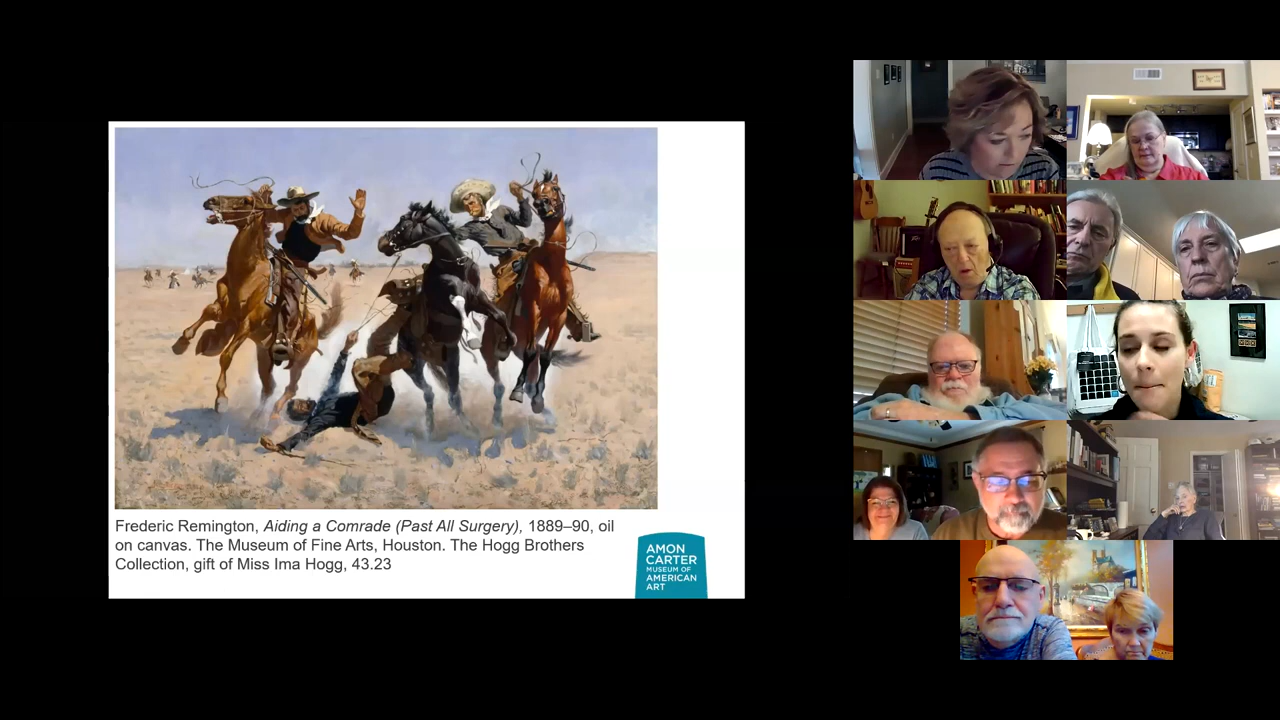 Frederic Remington, Aiding a Comrade (Past All Surgery), 1889–90, oil
on canvas. The Museum of Fine Arts, Houston. The Hogg Brothers
Collection, gift of Miss Ima Hogg, 43.23
AMON
CARTER
MUSEUM OF
AMERICAN
ART